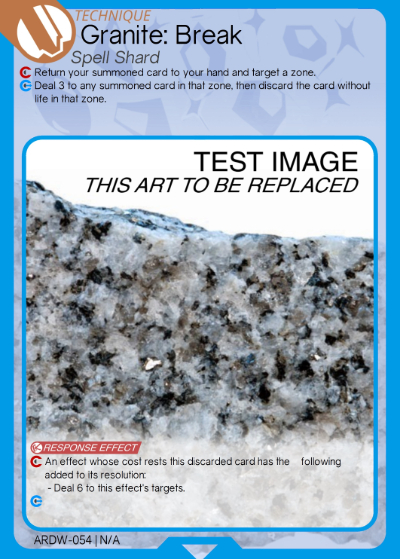 TECHNIQUE
Granite: Break
Spell Shard
C Return your summoned card to your hand and target a zone.
C Deal 3 to any summoned card in that zone, then discard the card without
life in that zone.
TEST IMAGE
THIS ART TO BE REPLACED
RESPONSE EFFECT
C An effect whose cost rests this discarded card has the following
added to its resolution:
- Deal 6 to this effect's targets.
C
ARDW-054 | N/A